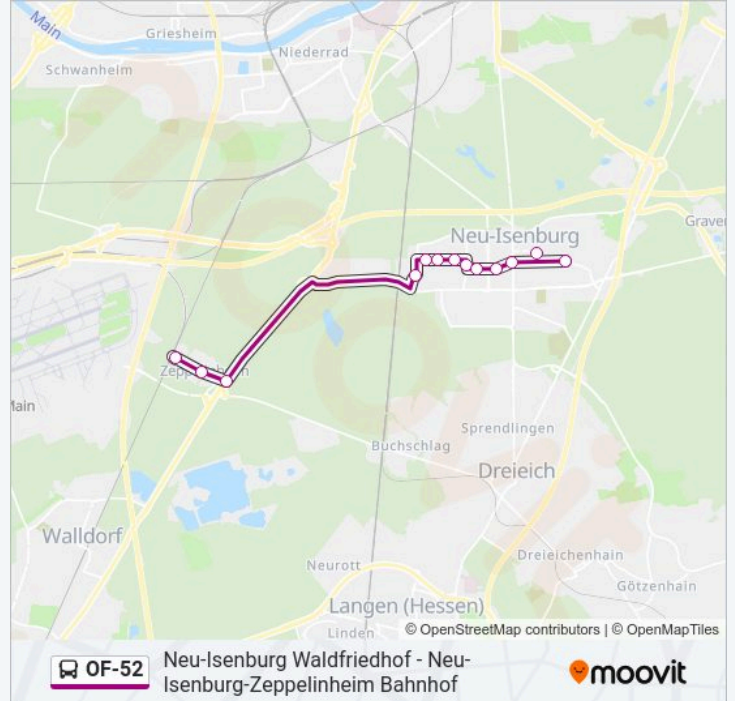 Main
Griesheim
Niederrad
Schwanheim
Graver
Neu-Isenburg
Main
Sprendlingen
Buchschlag
Dreieich
Walldorf
Dreieichenhain
Neurott
Götzenhain
Langen (Hessen)
Linden
© OpenStreetMap contributors | © OpenMapTiles
OF-52
Neu-Isenburg Waldfriedhof - Neu-
Isenburg-Zeppelinheim Bahnhof
moovit